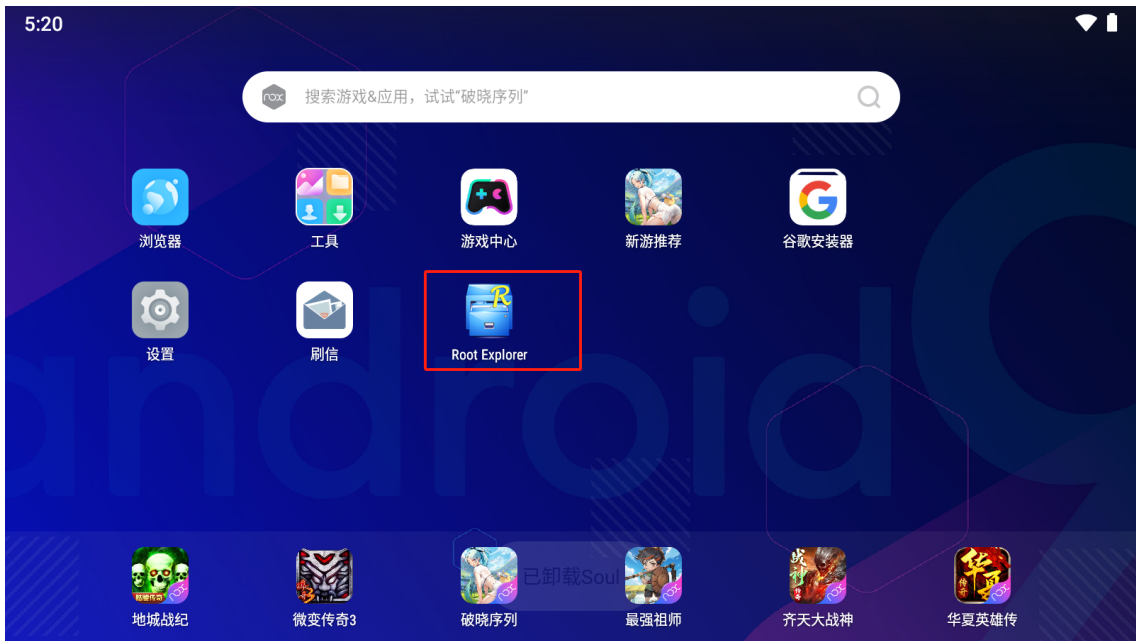 5:20
nox 搜索游戏&应用，试试“破晓序列”
浏览器
工具
游戏中心
新游推荐
谷歌安装器
设置
刷信
R
Root Explorer
android 9
已卸载Soul
地城战纪
微变传奇3
破晓序列
最强祖师
齐天大战神
华夏英雄传